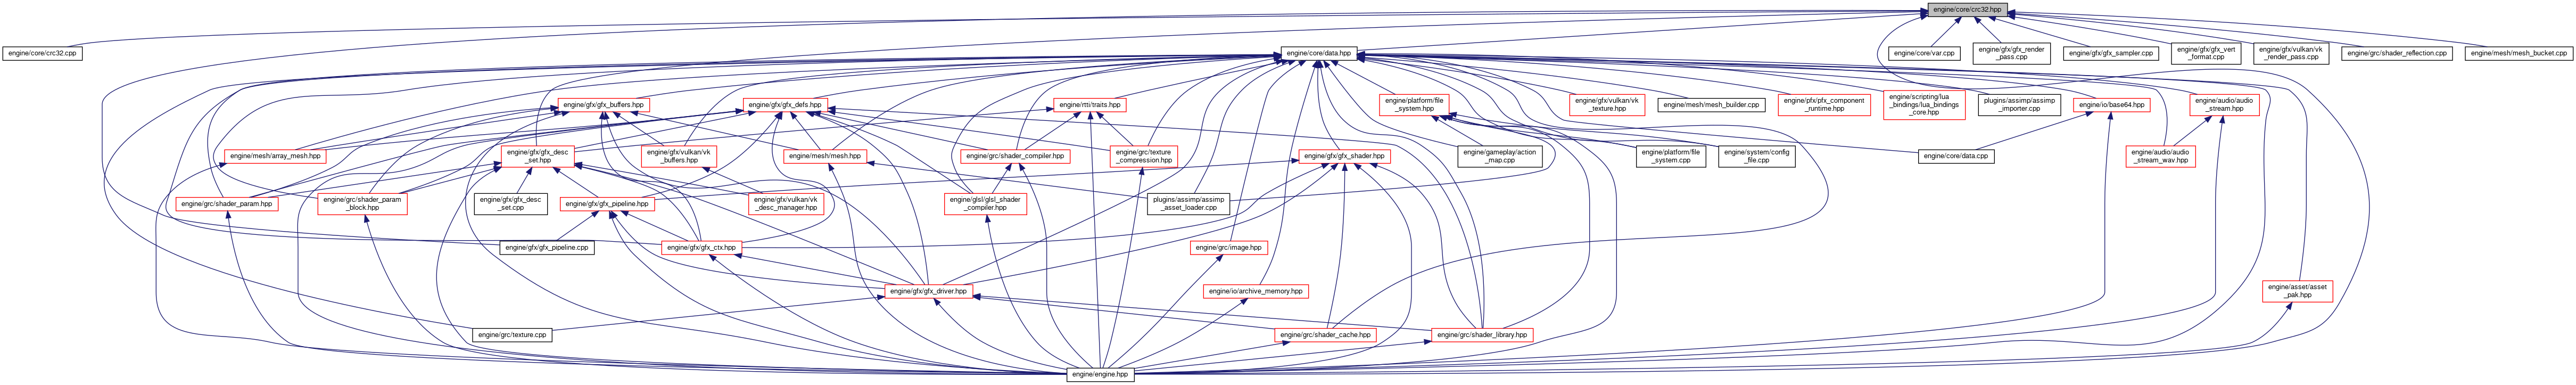 engine/core/crc32.hpp
engine/core/crc32.cpp
engine/core/data.hpp
engine/core/var.cpp
engine/gfx/gfx_render
_pass.cpp
engine/gfx/gfx_sampler.cpp
engine/gfx/gfx_vert
_format.cpp
engine/gfx/vulkan/vk
_render_pass.cpp
engine/grc/shader_reflection.cpp
engine/mesh/mesh_bucket.cpp
engine/gfx/gfx_buffers.hpp
engine/gfx/gfx_defs.hpp
engine/rtti/traits.hpp
engine/platform/file
_system.hpp
engine/gfx/vulkan/vk
_texture.hpp
engine/mesh/mesh_builder.cpp
engine/pfx/pfx_component
_runtime.hpp
engine/scripting/lua
_bindings/lua_bindings
_core.hpp
plugins/assimp/assimp
_importer.cpp
engine/io/base64.hpp
engine/audio/audio
_stream.hpp
engine/mesh/array_mesh.hpp
engine/gfx/gfx_desc
_set.hpp
engine/gfx/vulkan/vk
_buffers.hpp
engine/mesh/mesh.hpp
engine/grc/shader_compiler.hpp
engine/grc/texture
_compression.hpp
engine/gfx/gfx_shader.hpp
engine/gameplay/action
_map.cpp
engine/platform/file
_system.cpp
engine/system/config
_file.cpp
engine/core/data.cpp
engine/audio/audio
_stream_wav.hpp
engine/grc/shader_param.hpp
engine/grc/shader_param
_block.hpp
engine/gfx/gfx_desc
_set.cpp
engine/gfx/gfx_pipeline.hpp
engine/gfx/vulkan/vk
_desc_manager.hpp
engine/glsl/glsl_shader
_compiler.hpp
plugins/assimp/assimp
_asset_loader.cpp
engine/gfx/gfx_pipeline.cpp
engine/gfx/gfx_ctx.hpp
engine/grc/image.hpp
engine/gfx/gfx_driver.hpp
engine/io/archive_memory.hpp
engine/asset/asset
_pak.hpp
engine/grc/texture.cpp
engine/grc/shader_cache.hpp
engine/grc/shader_library.hpp
engine/engine.hpp